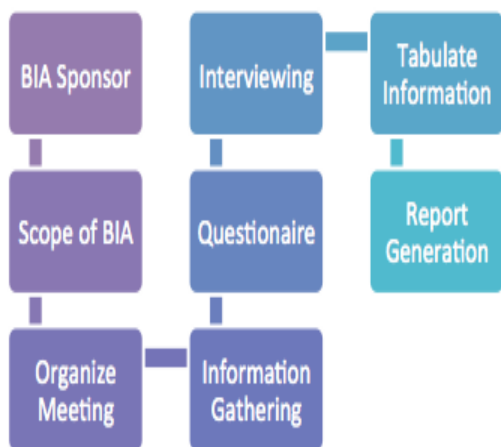 BIA Sponsor
Scope of BIA
Organize
Meeting
Information
Gathering
Questionaire
Interviewing
Tabulate
Information
Report
Generation